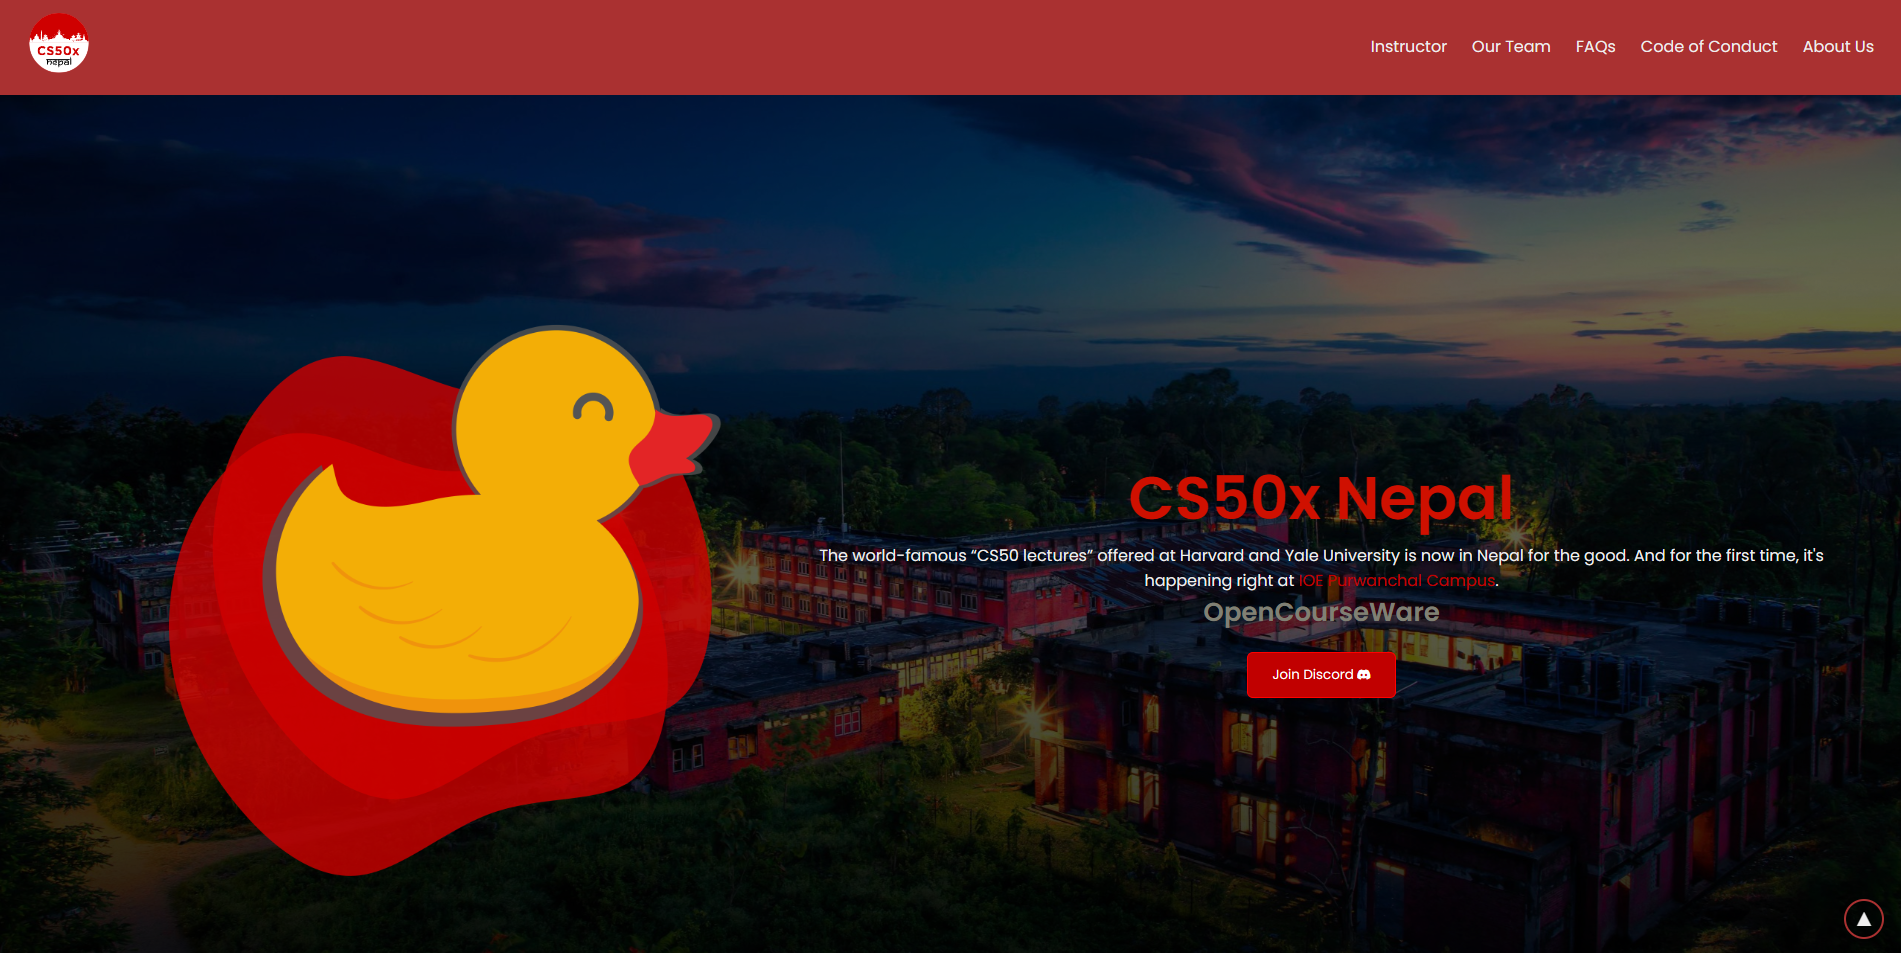 CS50x
nepal
Instructor
Our Team
FAQs
Code of Conduct
About Us
CS50x Nepal
The world-famous “CS50 lectures” offered at Harvard and Yale University is now in Nepal for the good. And for the first time, it's
happening right at IOE Purwanchal Campus.
OpenCourseWare
Join Discord